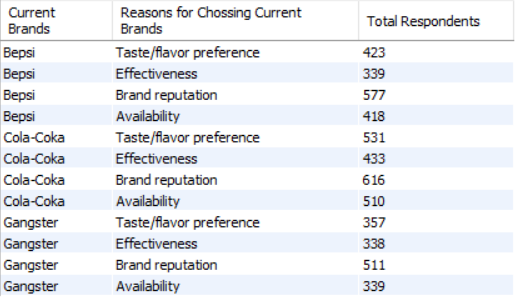 Current Brands Reasons for Chossing Current Brands Total Respondents
Bepsi Taste/flavor preference 423
Bepsi Effectiveness 339
Bepsi Brand reputation 577
Bepsi Availability 418
Cola-Coka Taste/flavor preference 531
Cola-Coka Effectiveness 433
Cola-Coka Brand reputation 616
Cola-Coka Availability 510
Gangster Taste/flavor preference 357
Gangster Effectiveness 338
Gangster Brand reputation 511
Gangster Availability 339